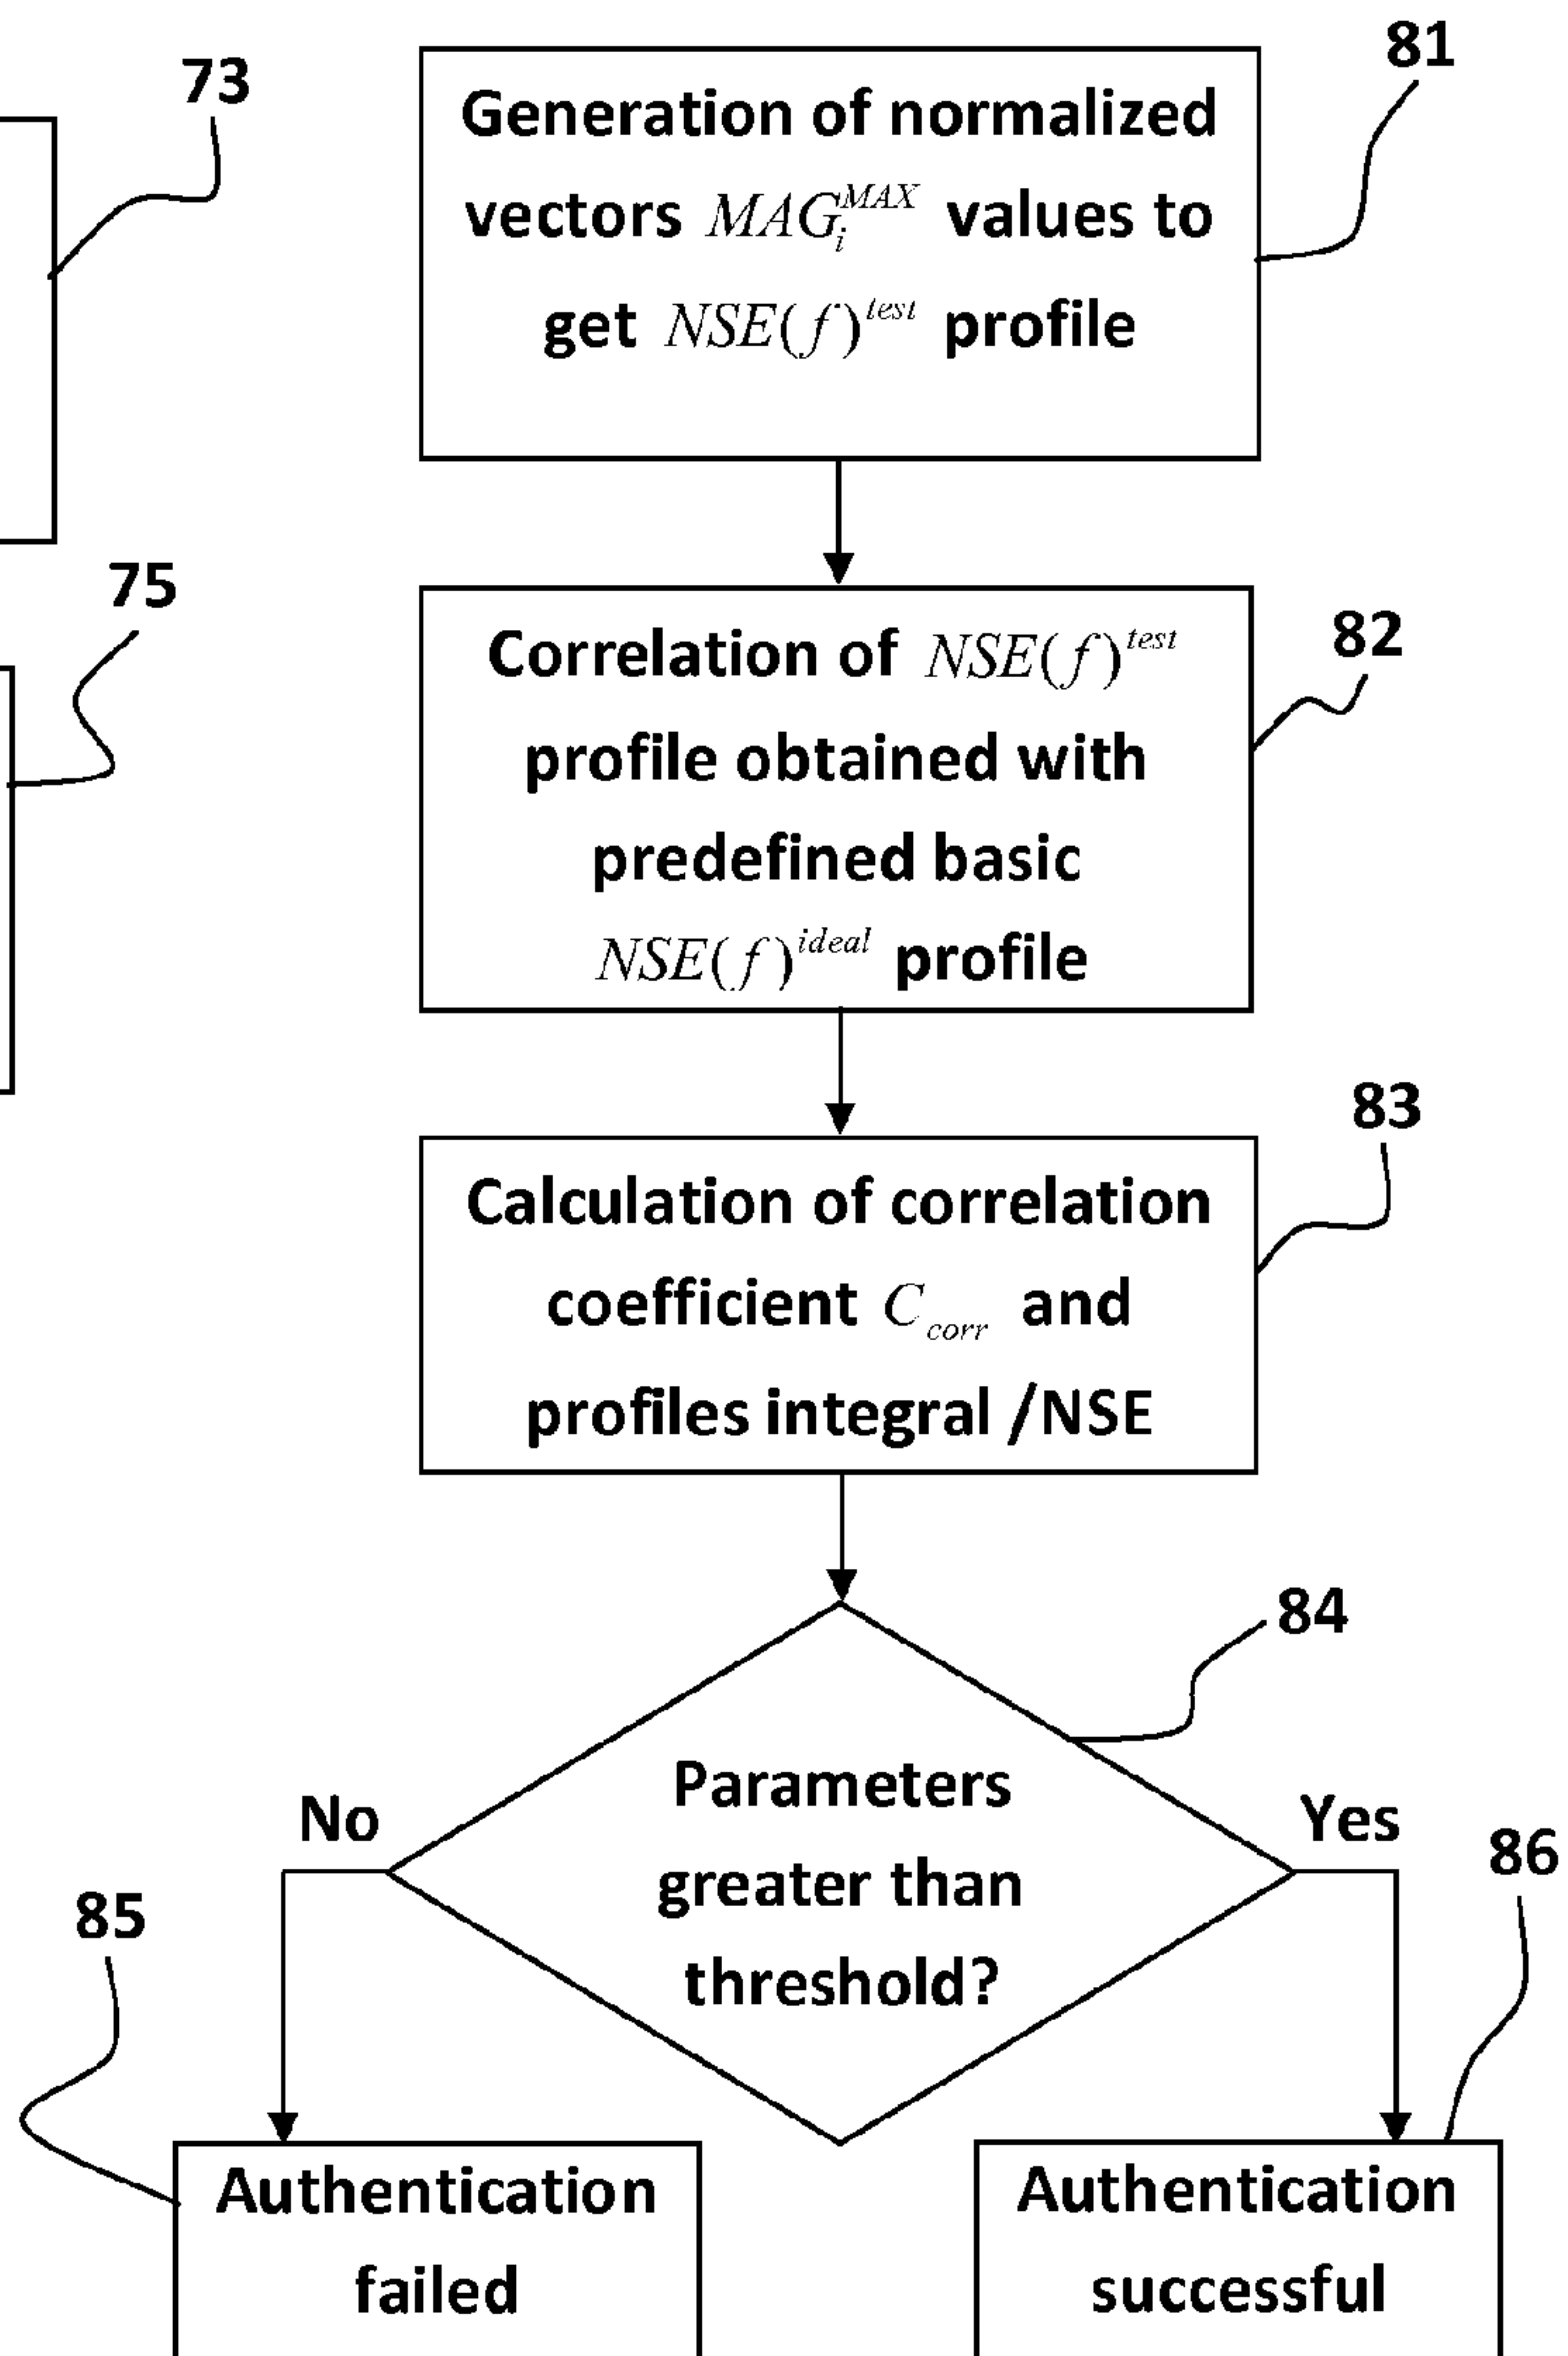 73
81
Generation of normalized
vectors MAG_i^{MAX} values to
get NSE(f)^{test} profile
75
82
Correlation of NSE(f)^{test}
profile obtained with
predefined basic
NSE(f)^{ideal} profile
83
Calculation of correlation
coefficient C_{corr} and
profiles integral /NSE
84
Parameters
greater than
threshold?
No
Yes
85
86
Authentication
failed
Authentication
successful